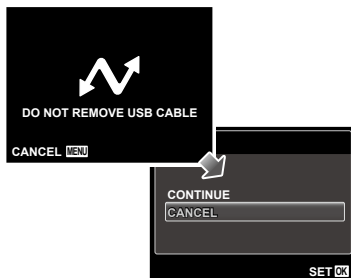 DO NOT REMOVE USB CABLE
CANCEL MENU
CONTINUE
CANCEL
SET OK